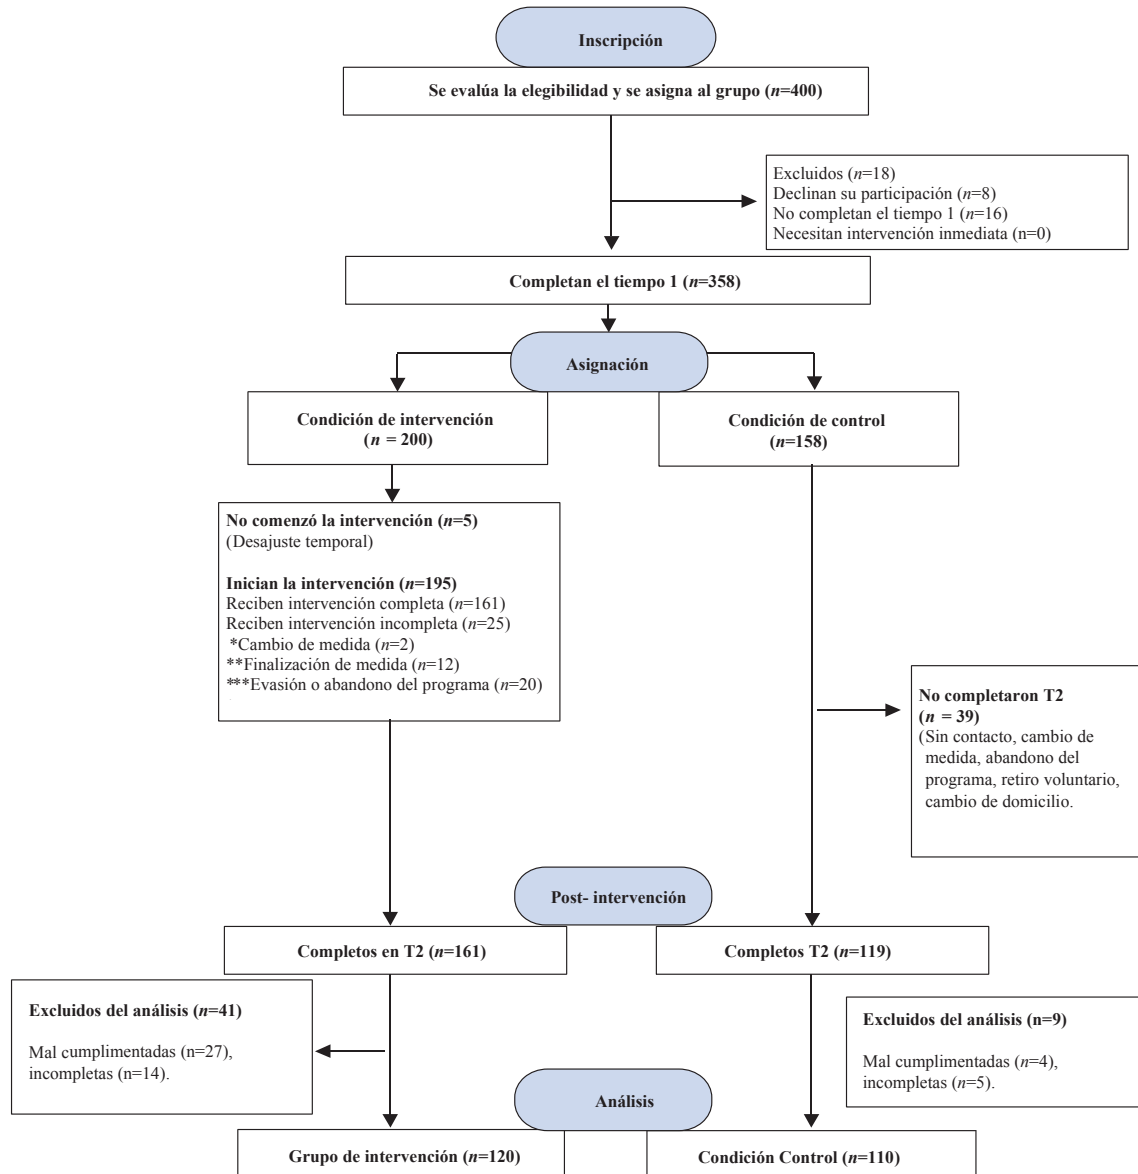 Inscripción
Se evalúa la elegibilidad y se asigna al grupo (n=400)
Excluidos (n=18)
Declinan su participación (n=8)
No completan el tiempo 1 (n=16)
Necesitan intervención inmediata (n=0)
Completan el tiempo 1 (n=358)
Asignación
Condición de intervención
(n = 200)
Condición de control
(n=158)
No comenzó la intervención (n=5)
(Desajuste temporal)
Inician la intervención (n=195)
Reciben intervención completa (n=161)
Reciben intervención incompleta (n=25)
*Cambio de medida (n=2)
**Finalización de medida (n=12)
***Evasión o abandono del programa (n=20)
No completaron T2
(n = 39)
(Sin contacto, cambio de
medida, abandono del
programa, retiro voluntario,
cambio de domicilio.
Post- intervención
Completos en T2 (n=161)
Completos T2 (n=119)
Excluidos del análisis (n=41)
Mal cumplimentadas (n=27),
incompletas (n=14).
Excluidos del análisis (n=9)
Mal cumplimentadas (n=4),
incompletas (n=5).
Análisis
Grupo de intervención (n=120)
Condición Control (n=110)